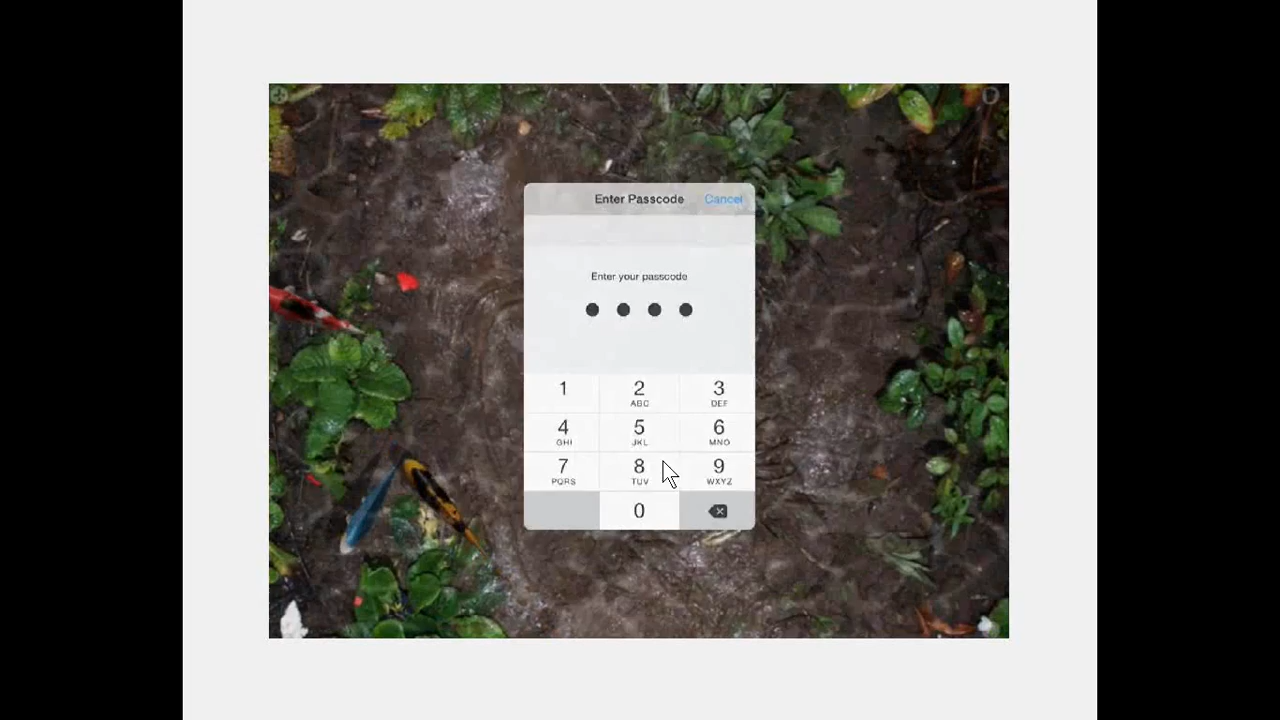 Enter Passcode Cancel
Enter your passcode
1 2 3
ABC DEF
4 5 6
GHI JKL MNO
7 8 9
PQRS TUV WXYZ
0